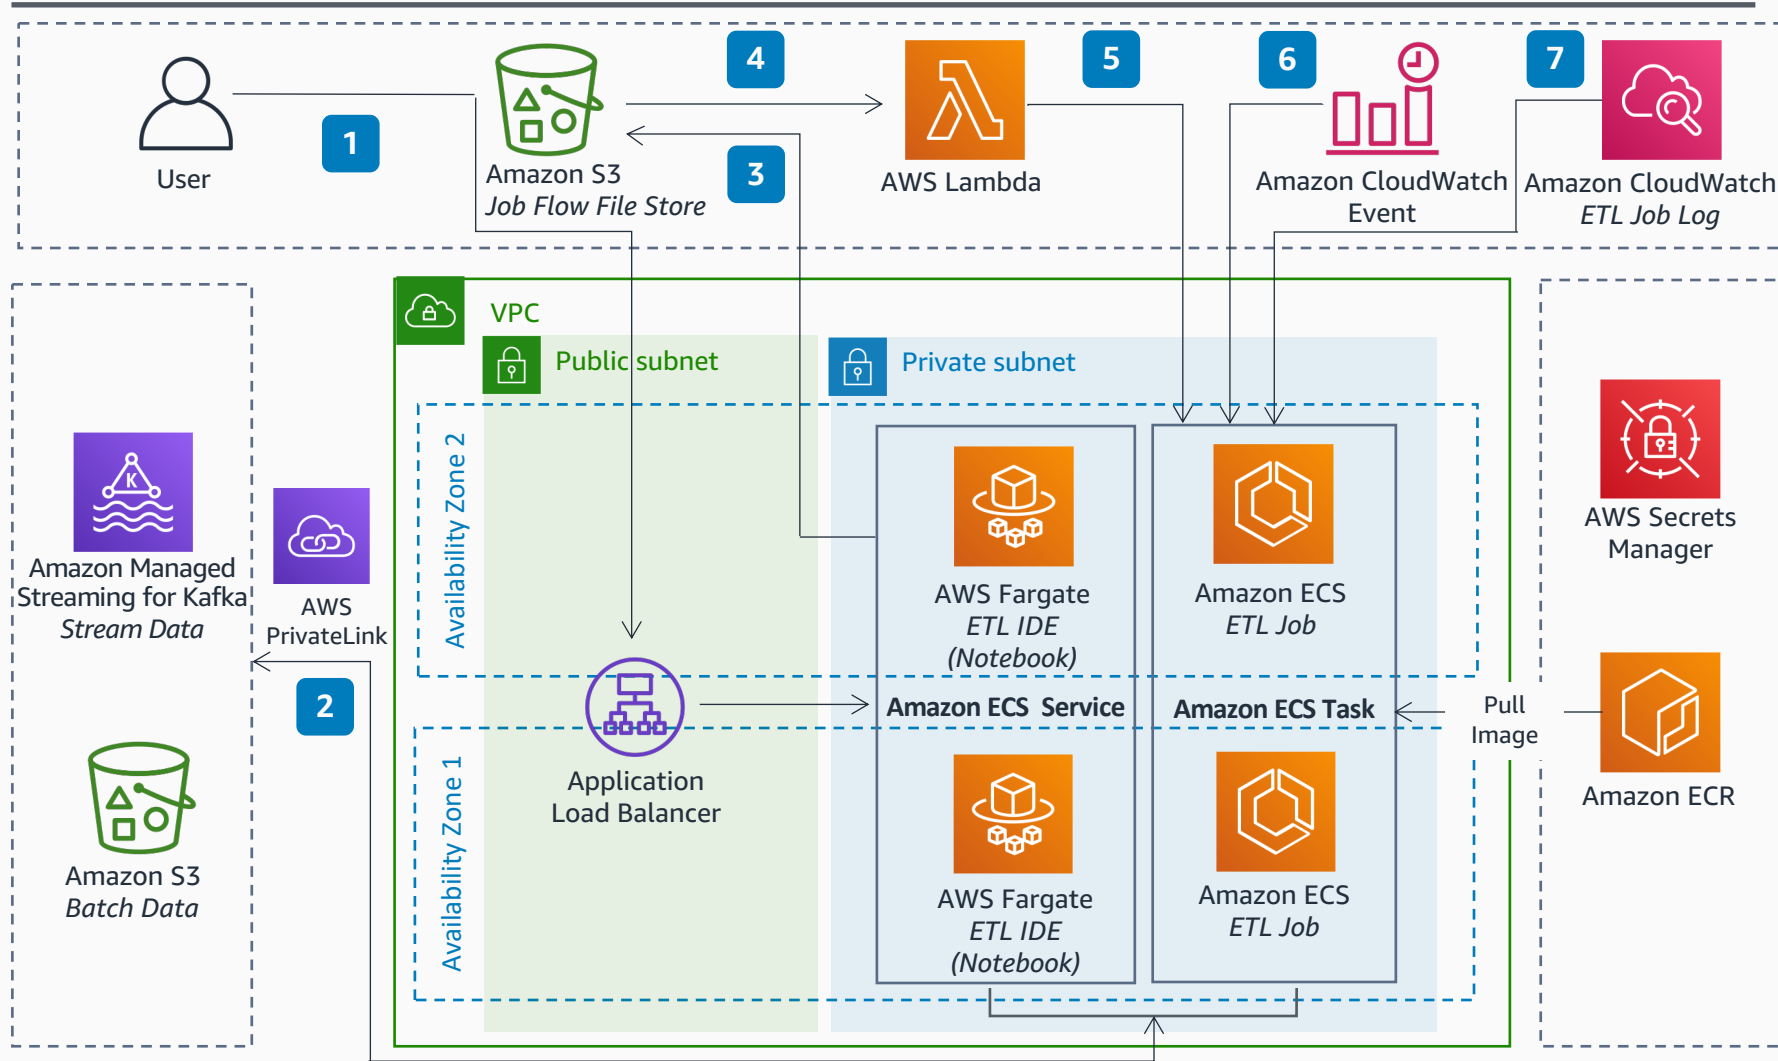 1
4
5
6
7
3
User
Amazon S3
Job Flow File Store
AWS Lambda
Amazon CloudWatch
Event
Amazon CloudWatch
ETL Job Log
VPC
Public subnet
Private subnet
Availability Zone 2
K
Amazon Managed
Streaming for Kafka
Stream Data
AWS
PrivateLink
2
Amazon S3
Batch Data
AWS Fargate
ETL IDE
(Notebook)
Amazon ECS
ETL Job
Amazon ECS Service
Amazon ECS Task
Application
Load Balancer
Availability Zone 1
AWS Fargate
ETL IDE
(Notebook)
Amazon ECS
ETL Job
AWS Secrets
Manager
Pull
Image
Amazon ECR